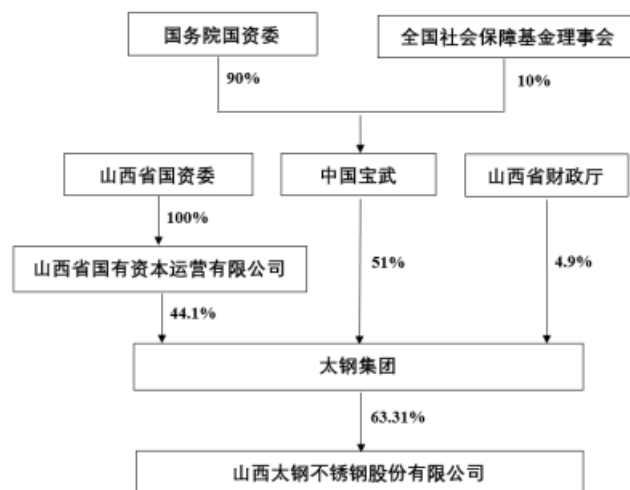 国务院国资委
全国社会保障基金理事会
90%
10%
山西省国资委
中国宝武
山西省财政厅
100%
山西省国有资本运营有限公司
51%
4.9%
44.1%
太钢集团
63.31%
山西太钢不锈钢股份有限公司